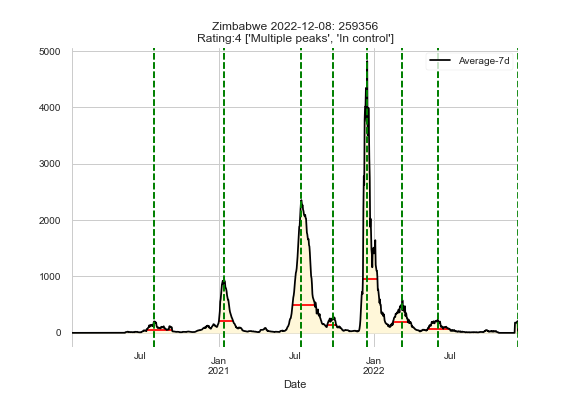 Zimbabwe 2022-12-08: 259356
Rating:4 ['Multiple peaks', 'In control']
Average-7d
5000
4000
3000
2000
1000
0
Jul
Jan
2021
Jul
Jan
2022
Jul
Date